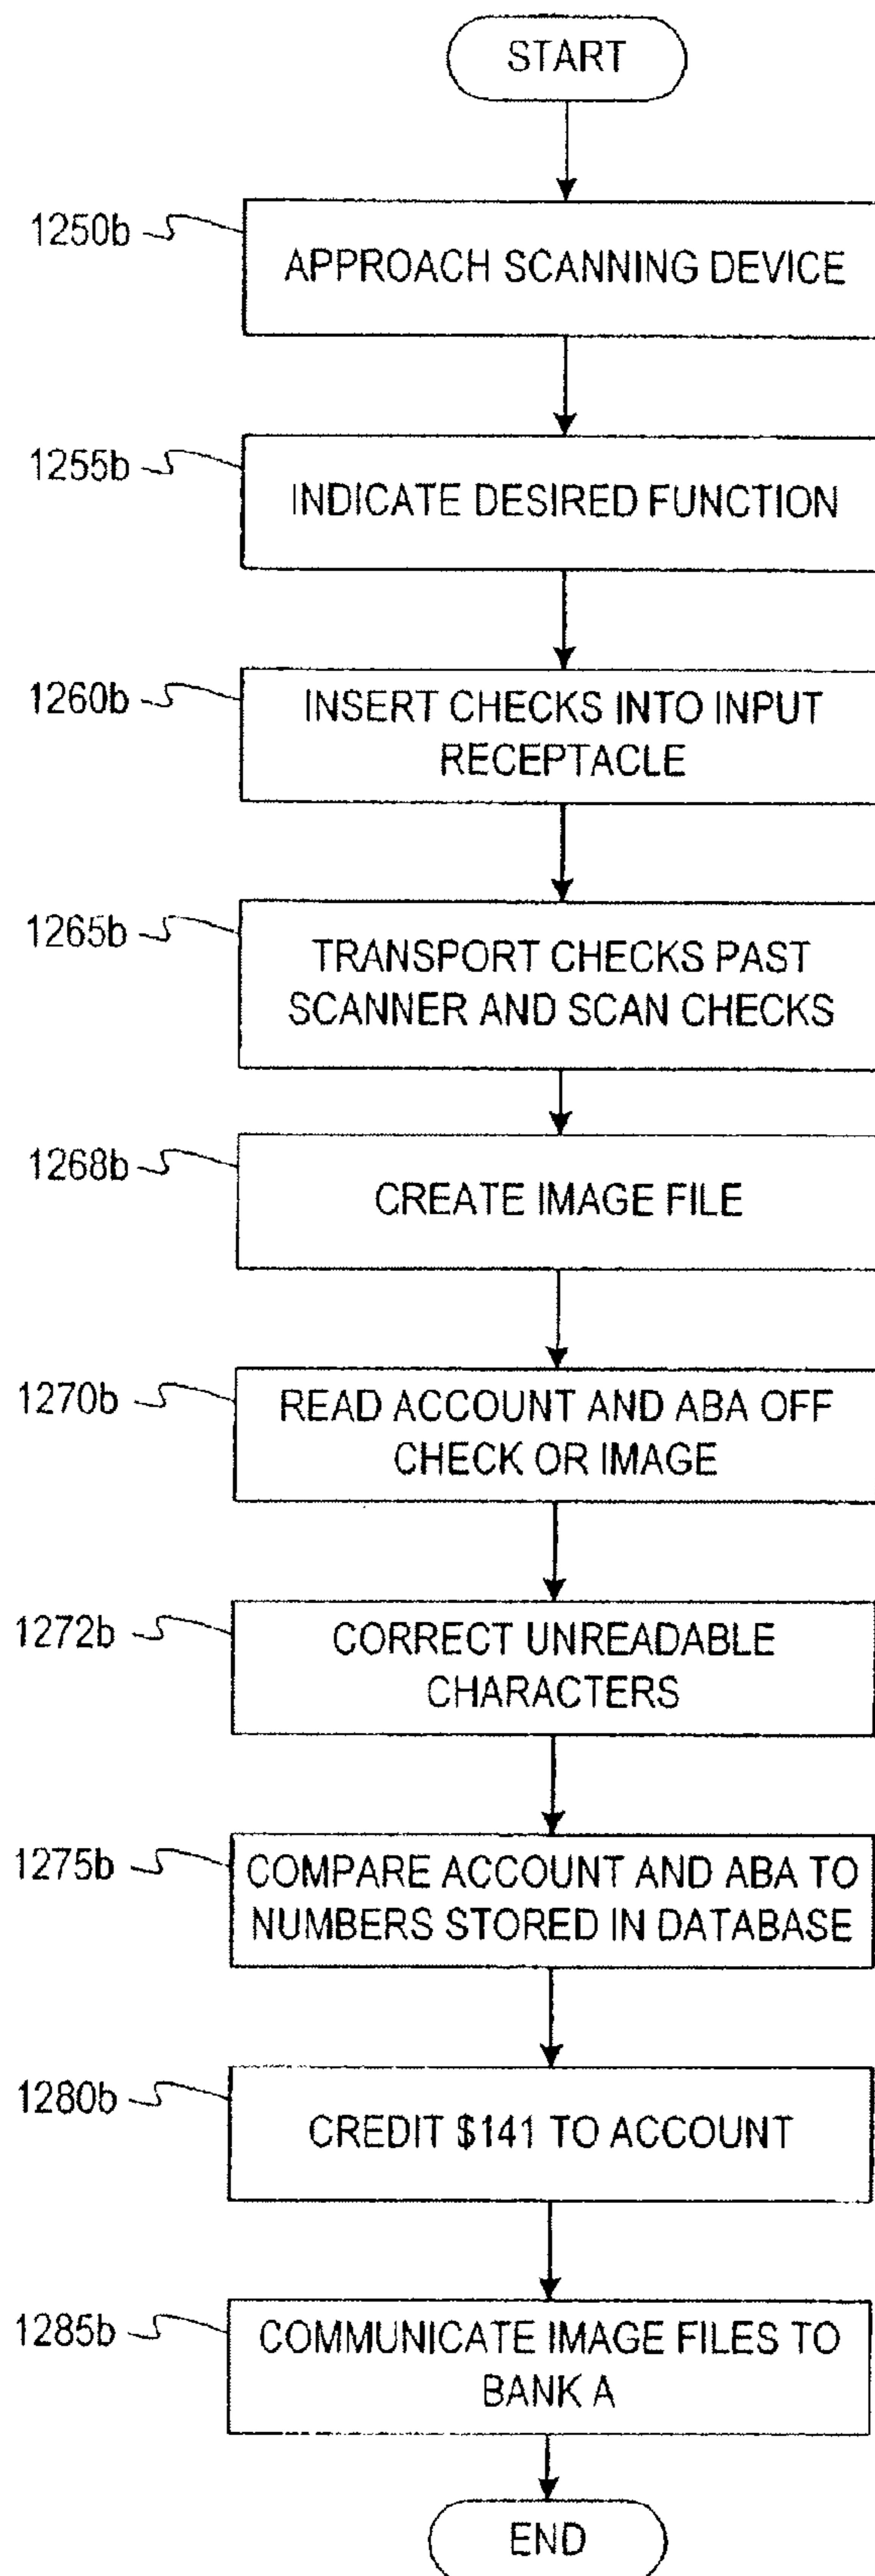 START
1250b
APPROACH SCANNING DEVICE
1255b
INDICATE DESIRED FUNCTION
1260b
INSERT CHECKS INTO INPUT
RECEPTACLE
1265b
TRANSPORT CHECKS PAST
SCANNER AND SCAN CHECKS
1268b
CREATE IMAGE FILE
1270b
READ ACCOUNT AND ABA OFF
CHECK OR IMAGE
1272b
CORRECT UNREADABLE
CHARACTERS
1275b
COMPARE ACCOUNT AND ABA TO
NUMBERS STORED IN DATABASE
1280b
CREDIT $141 TO ACCOUNT
1285b
COMMUNICATE IMAGE FILES TO
BANK A
END